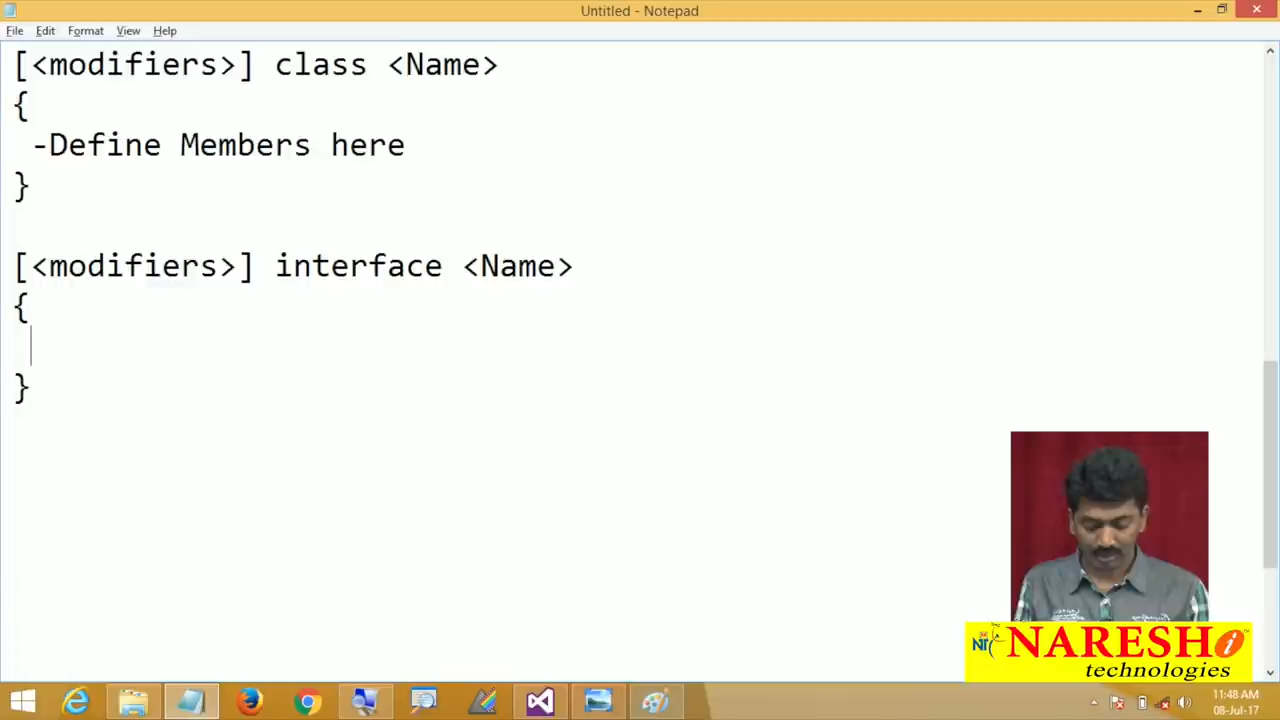 Untitled - Notepad
File Edit Format View Help
[<modifiers>] class <Name>
{
-Define Members here
}
[<modifiers>] interface <Name>
{
}
NTi NARESH i
technologies
11:48 AM
08-Jul-17